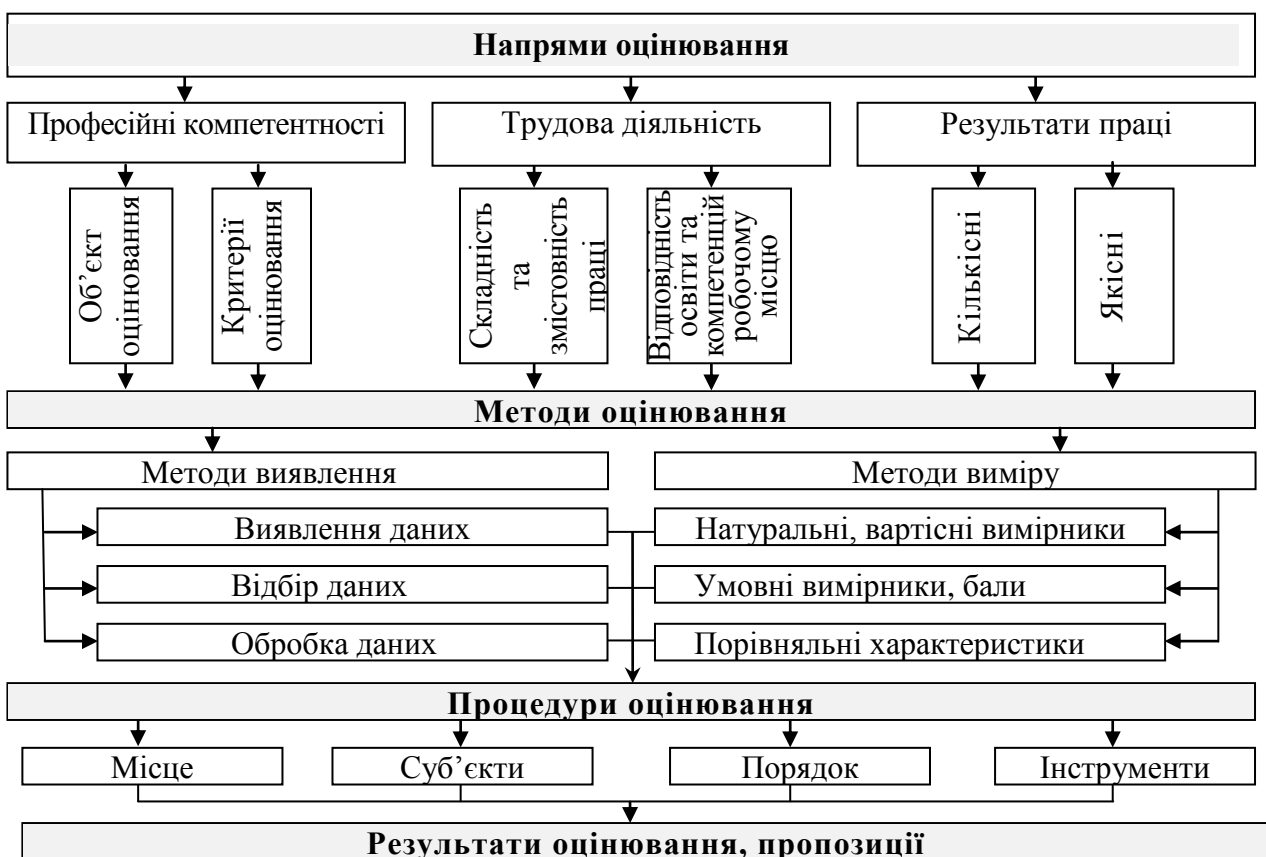 Напрями оцінювання
Професійні компетентності
Трудова діяльність
Результати праці
Об’єкт
оцінювання
Критерії
оцінювання
Складність
та
змістовність
праці
Відповідність
освіти та
компетенцій
робочому
місцю
Кількісні
Якісні
Методи оцінювання
Методи виявлення
Методи виміру
Виявлення даних
Натуральні, вартісні вимірники
Відбір даних
Умовні вимірники, бали
Обробка даних
Порівняльні характеристики
Процедури оцінювання
Місце
Суб’єкти
Порядок
Інструменти
Результати оцінювання, пропозиції